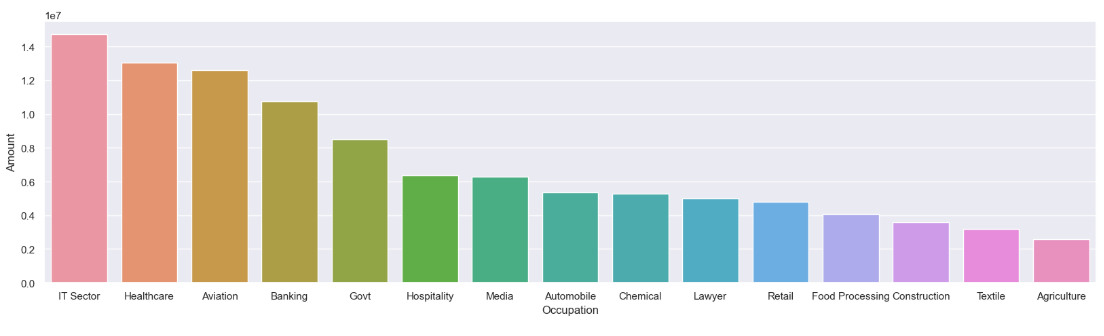 1e7
1.4
1.2
1.0
0.8
0.6
0.4
0.2
0.0
Amount
IT Sector Healthcare Aviation Banking Govt Hospitality Media Automobile Chemical Lawyer Retail Food Processing Construction Textile Agriculture
Occupation